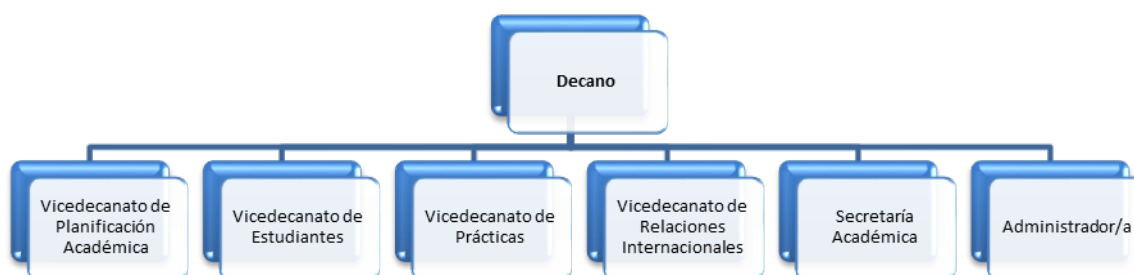 Decano
Vicedecanato de
Planificación
Académica
Vicedecanato de
Estudiantes
Vicedecanato de
Prácticas
Vicedecanato de
Relaciones
Internacionales
Secretaría
Académica
Administrador/a